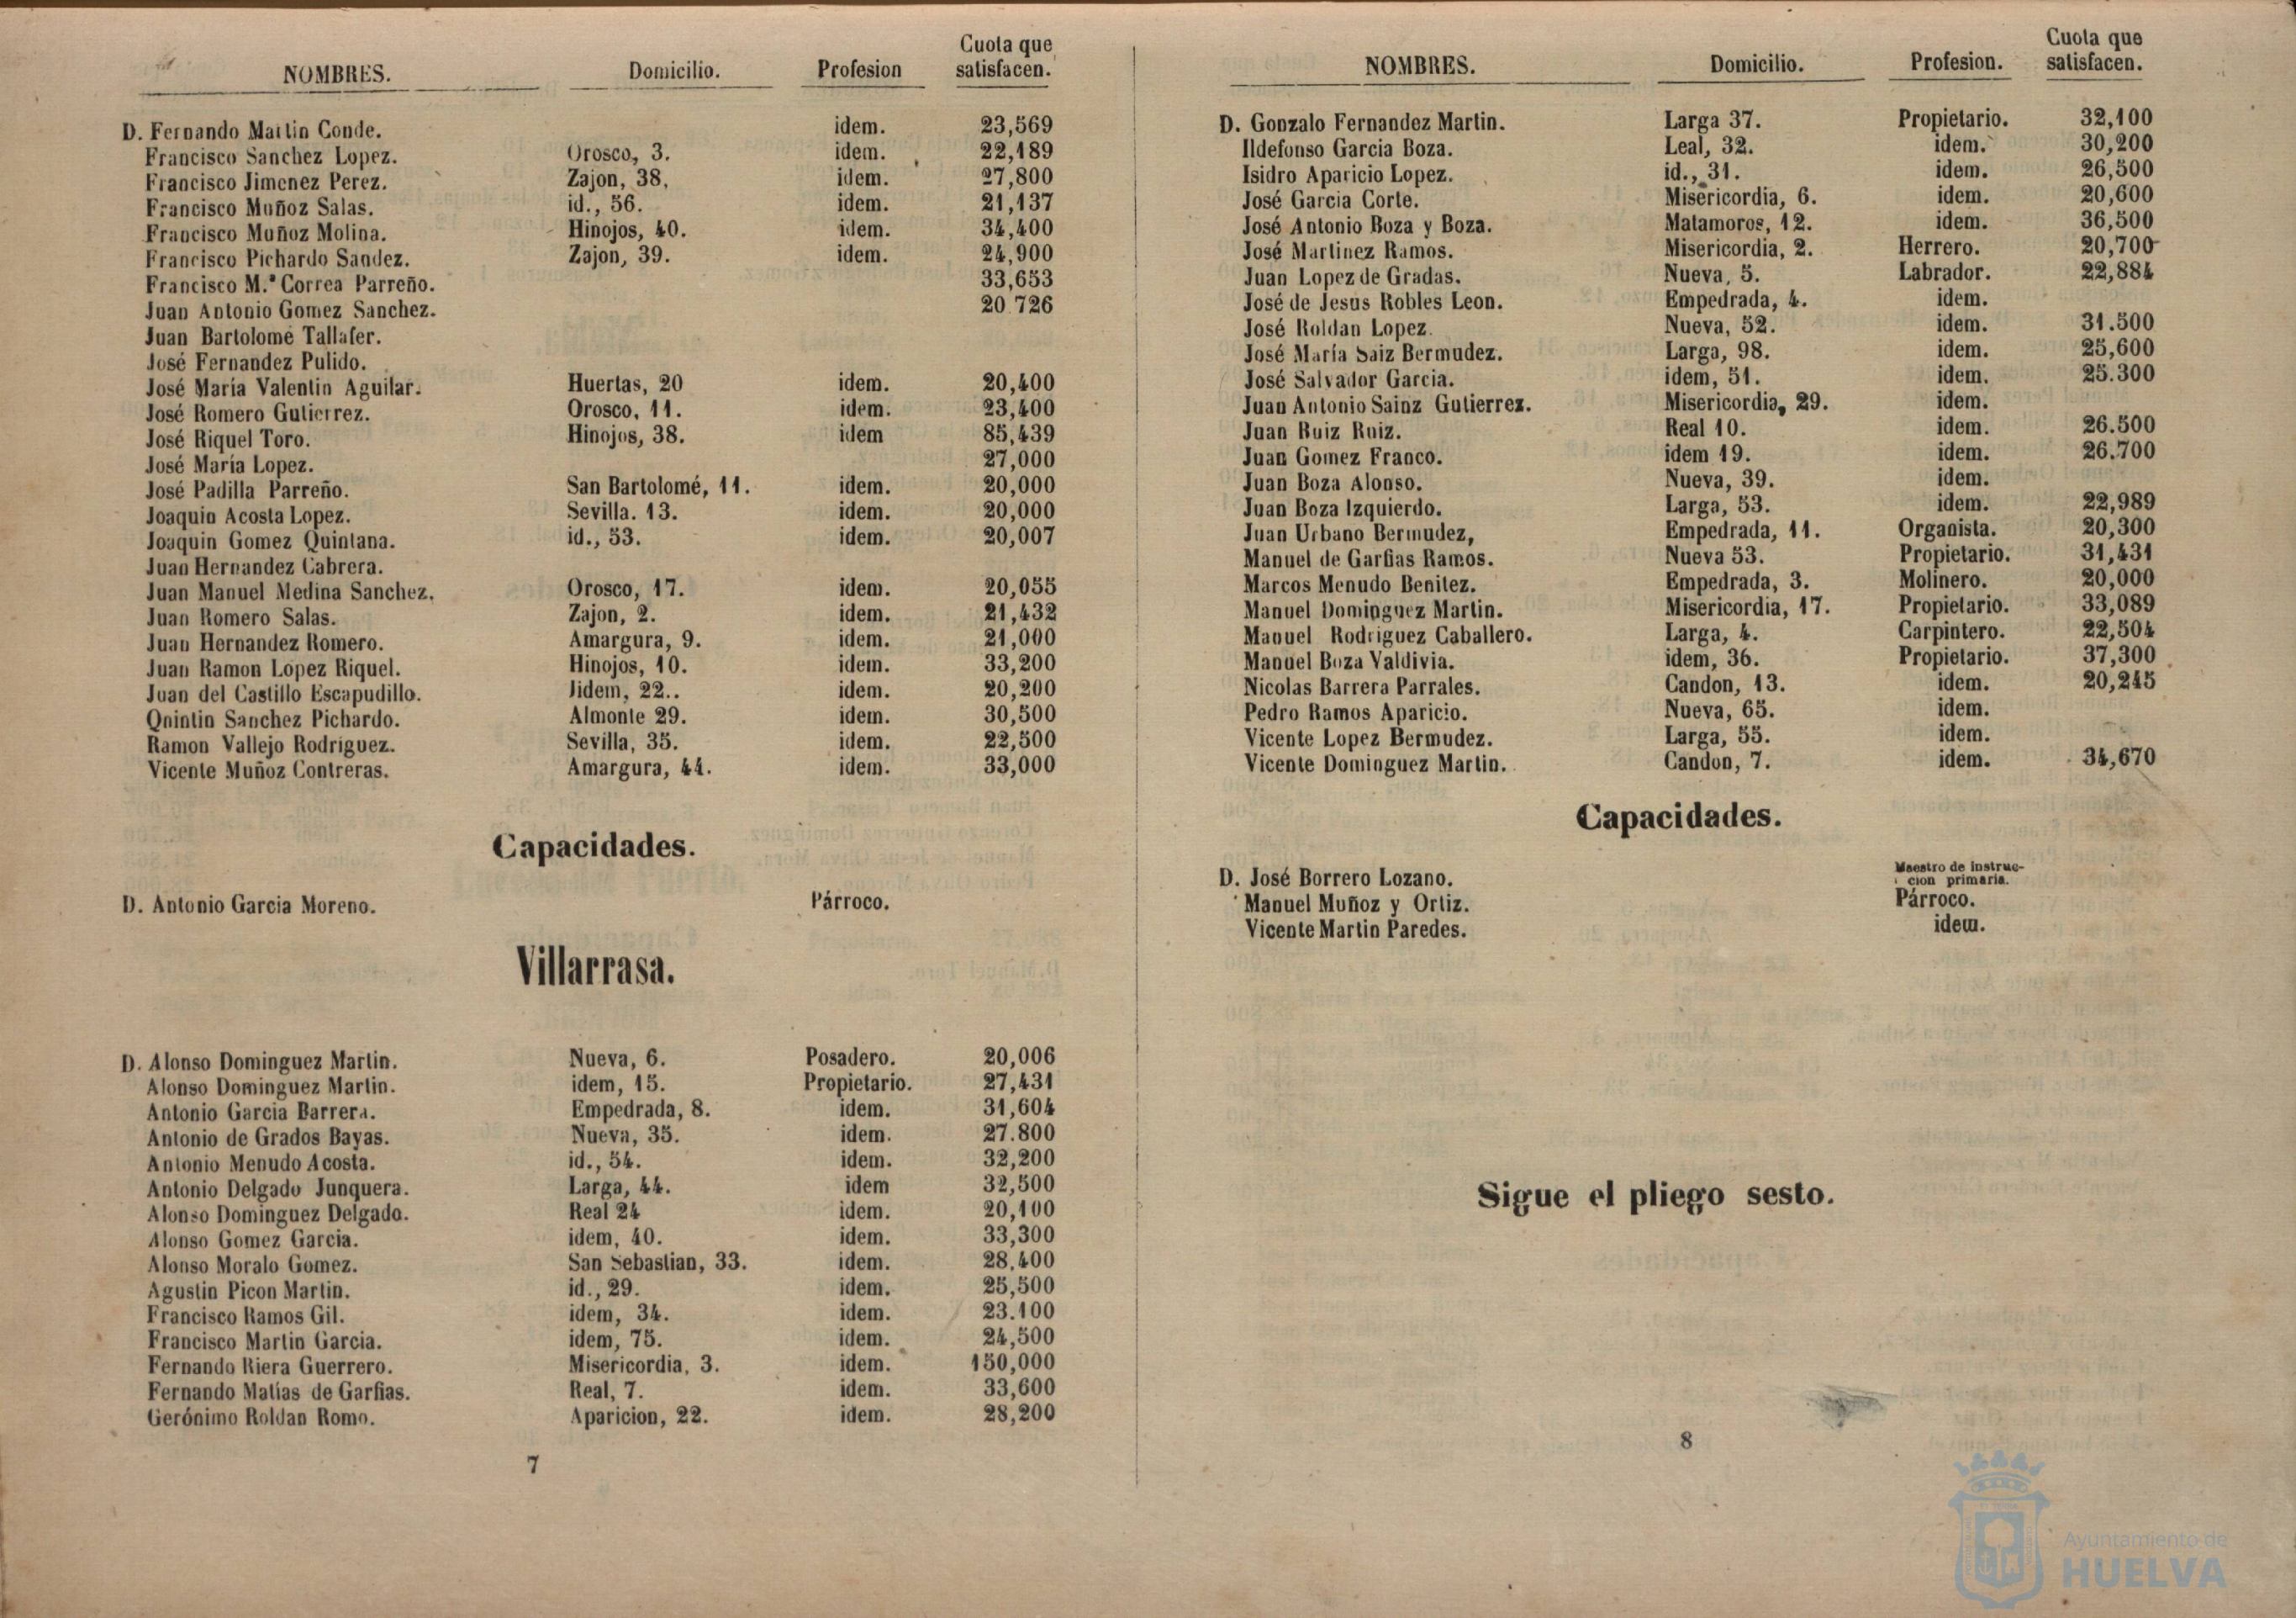 NOMBRES. Domicilio. Profesion Cuota que satisfacen.
D. Fernando Martin Conde. idem. 23,569
Francisco Sanchez Lopez. Orosco, 3. idem. 22,189
Francisco Jimenez Perez. Zajon, 38, idem. 27,800
Francisco Muñoz Salas. id., 56. idem. 21,137
Francisco Muñoz Molina. Hinojos, 40. idem. 34,400
Francisco Pichardo Sandez. Zajon, 39. idem. 24,900
Francisco M.ª Correa Parreño. 33,653
Juan Antonio Gomez Sanchez. 20 726
Juan Bartolomé Tallafer.
José Fernandez Pulido.
José María Valentin Aguilar. Huertas, 20 idem. 20,400
José Romero Gutierrez. Orosco, 11. idem. 23,400
José Riquel Toro. Hinojos, 38. idem 85,439
José María Lopez. 27,000
José Padilla Parreño. San Bartolomé, 11. idem. 20,000
Joaquin Acosta Lopez. Sevilla. 13. idem. 20,000
Joaquin Gomez Quintana. id., 53. idem. 20,007
Juan Hernandez Cabrera.
Juan Manuel Medina Sanchez. Orosco, 17. idem. 20,055
Juan Romero Salas. Zajon, 2. idem. 21,432
Juan Hernandez Romero. Amargura, 9. idem. 21,000
Juan Ramon Lopez Riquel. Hinojos, 10. idem. 33,200
Juan del Castillo Escapudillo. Iidem, 22.. idem. 20,200
Qnintin Sanchez Pichardo. Almonte 29. idem. 30,500
Ramon Vallejo Rodriguez. Sevilla, 35. idem. 22,500
Vicente Muñoz Contreras. Amargura, 44. idem. 33,000
Capacidades.
D. Antonio Garcia Moreno. Párroco.
Villarrasa.
D. Alonso Dominguez Martin. Nueva, 6. Posadero. 20,006
Alonso Dominguez Martin. idem, 15. Propietario. 27,431
Antonio Garcia Barrera. Empedrada, 8. idem. 31,604
Antonio de Grados Bayas. Nueva, 35. idem. 27.800
Antonio Menudo Acosta. id., 54. idem. 32,200
Antonio Delgado Junquera. Larga, 44. idem 32,500
Alonso Dominguez Delgado. Real 24 idem. 20,100
Alonso Gomez Garcia. idem, 40. idem. 33,300
Alonso Moralo Gomez. San Sebastian, 33. idem. 28,400
Agustin Picon Martin. id., 29. idem. 25,500
Francisco Ramos Gil. idem, 34. idem. 23.100
Francisco Martin Garcia. idem, 75. idem. 24,500
Fernando Riera Guerrero. Misericordia, 3. idem. 150,000
Fernando Matías de Garfias. Real, 7. idem. 33,600
Gerónimo Roldan Romo. Aparicion, 22. idem. 28,200
7
NOMBRES. Domicilio. Profesion. Cuota que satisfacen.
D. Gonzalo Fernandez Martin. Larga 37. Propietario. 32,100
Ildefonso Garcia Boza. Leal, 32. idem. 30,200
Isidro Aparicio Lopez. id., 31. idem. 26,500
José Garcia Corte. Misericordia, 6. idem. 20,600
José Antonio Boza y Boza. Matamoros, 12. idem. 36,500
José Martinez Ramos. Misericordia, 2. Herrero. 20,700
Juan Lopez de Gradas. Nueva, 5. Labrador. 22,884
José de Jesus Robles Leon. Empedrada, 4. idem.
José Roldan Lopez. Nueva, 52. idem. 31.500
José María Saiz Bermudez. Larga, 98. idem. 25,600
José Salvador Garcia. idem, 51. idem. 25.300
Juan Antonio Sainz Gutierrez. Misericordia, 29. idem.
Juan Ruiz Ruiz. Real 10. idem. 26.500
Juan Gomez Franco. idem 19. idem. 26.700
Juan Boza Alonso. Nueva, 39. idem.
Juan Boza Izquierdo. Larga, 53. idem. 22,989
Juan Urbano Bermudez, Empedrada, 11. Organista. 20,300
Manuel de Garfias Ramos. Nueva 53. Propietario. 31,431
Marcos Menudo Benitez. Empedrada, 3. Molinero. 20,000
Manuel Dominguez Martin. Misericordia, 17. Propietario. 33,089
Manuel Rodriguez Caballero. Larga, 4. Carpintero. 22,504
Manuel Boza Valdivia. idem, 36. Propietario. 37,300
Nicolas Barrera Parrales. Candon, 13. idem. 20,245
Pedro Ramos Aparicio. Nueva, 65. idem.
Vicente Lopez Bermudez. Larga, 55. idem.
Vicente Dominguez Martin. Candon, 7. idem. 34,670
Capacidades.
D. José Borrero Lozano. Maestro de instruc-
cion primaria.
Manuel Muñoz y Ortiz. Párroco.
Vicente Martin Paredes. idem.
Sigue el pliego sesto.
8
Ayuntamiento de
HUELVA